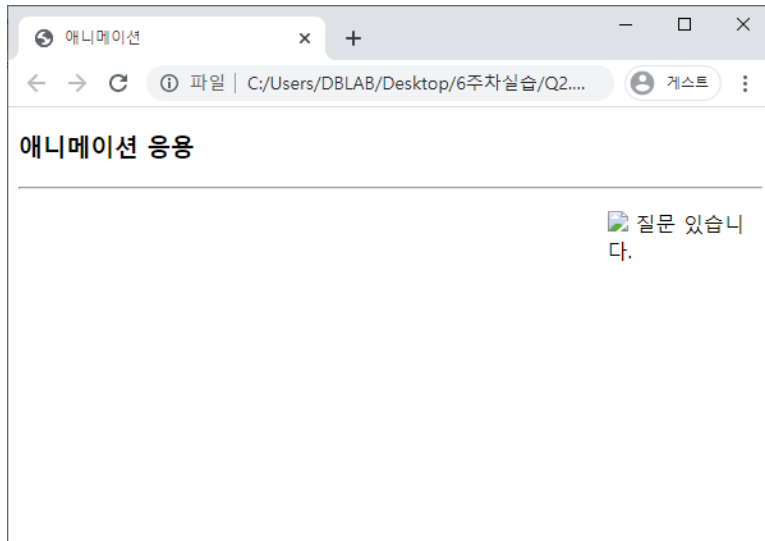 애니메이션
파일 | C:/Users/DBLAB/Desktop/6주차실습/Q2....
게스트
애니메이션 응용
질문 있습니
다.